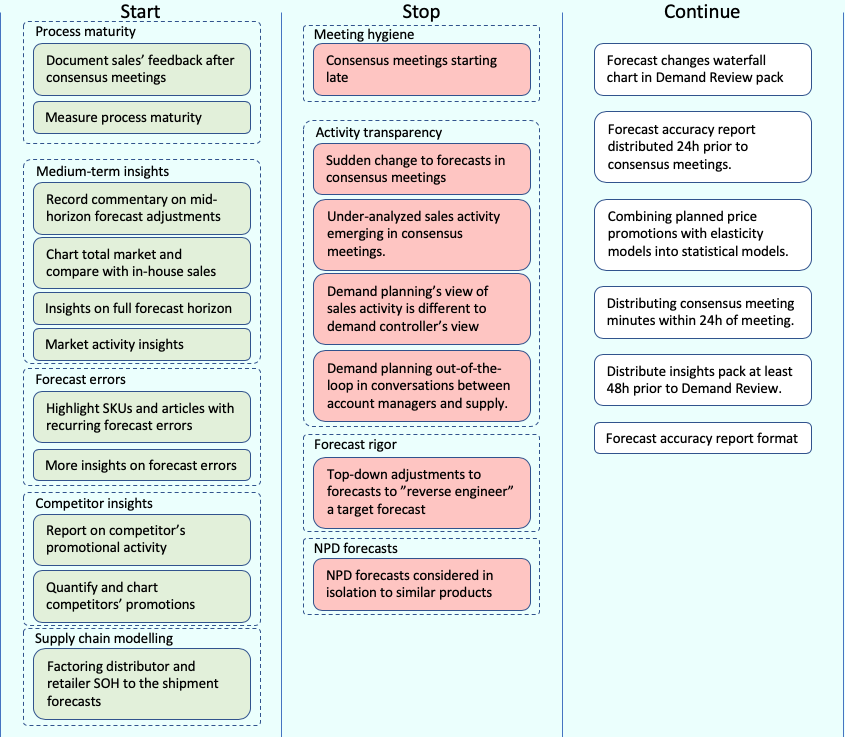 Start
Process maturity
Document sales’ feedback after
consensus meetings
Measure process maturity
Medium-term insights
Record commentary on mid-
horizon forecast adjustments
Chart total market and
compare with in-house sales
Insights on full forecast horizon
Market activity insights
Forecast errors
Highlight SKUs and articles with
recurring forecast errors
More insights on forecast errors
Competitor insights
Report on competitor’s
promotional activity
Quantify and chart
competitors’ promotions
Supply chain modelling
Factoring distributor and
retailer SOH to the shipment
forecasts
Stop
Meeting hygiene
Consensus meetings starting
late
Activity transparency
Sudden change to forecasts in
consensus meetings
Under-analyzed sales activity
emerging in consensus
meetings.
Demand planning’s view of
sales activity is different to
demand controller’s view
Demand planning out-of-the-
loop in conversations between
account managers and supply.
Forecast rigor
Top-down adjustments to
forecasts to ”reverse engineer”
a target forecast
NPD forecasts
NPD forecasts considered in
isolation to similar products
Continue
Forecast changes waterfall
chart in Demand Review pack
Forecast accuracy report
distributed 24h prior to
consensus meetings.
Combining planned price
promotions with elasticity
models into statistical models.
Distributing consensus meeting
minutes within 24h of meeting.
Distribute insights pack at least
48h prior to Demand Review.
Forecast accuracy report format